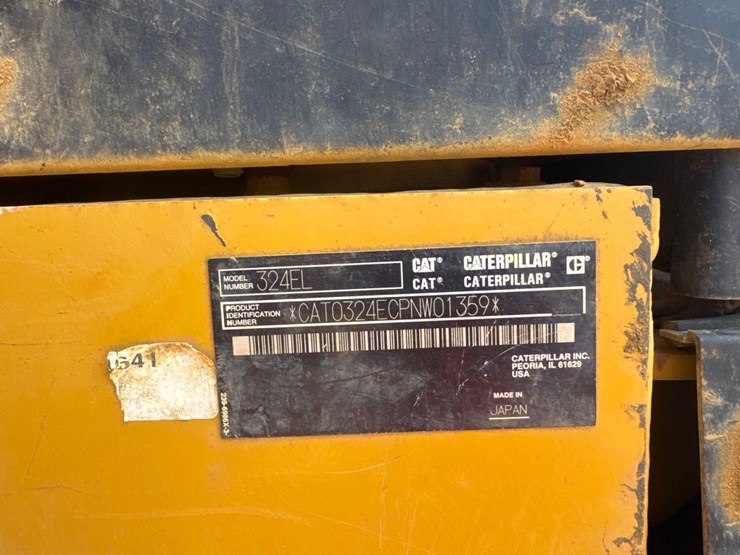 MODEL NUMBER 324EL
CAT® CATERPILLAR® C®
CAT® CATERPILLAR®
PRODUCT IDENTIFICATION NUMBER *CAT0324ECPNW01359*
CATERPILLAR INC.
PEORIA, IL 61629
USA
MADE IN
JAPAN
541